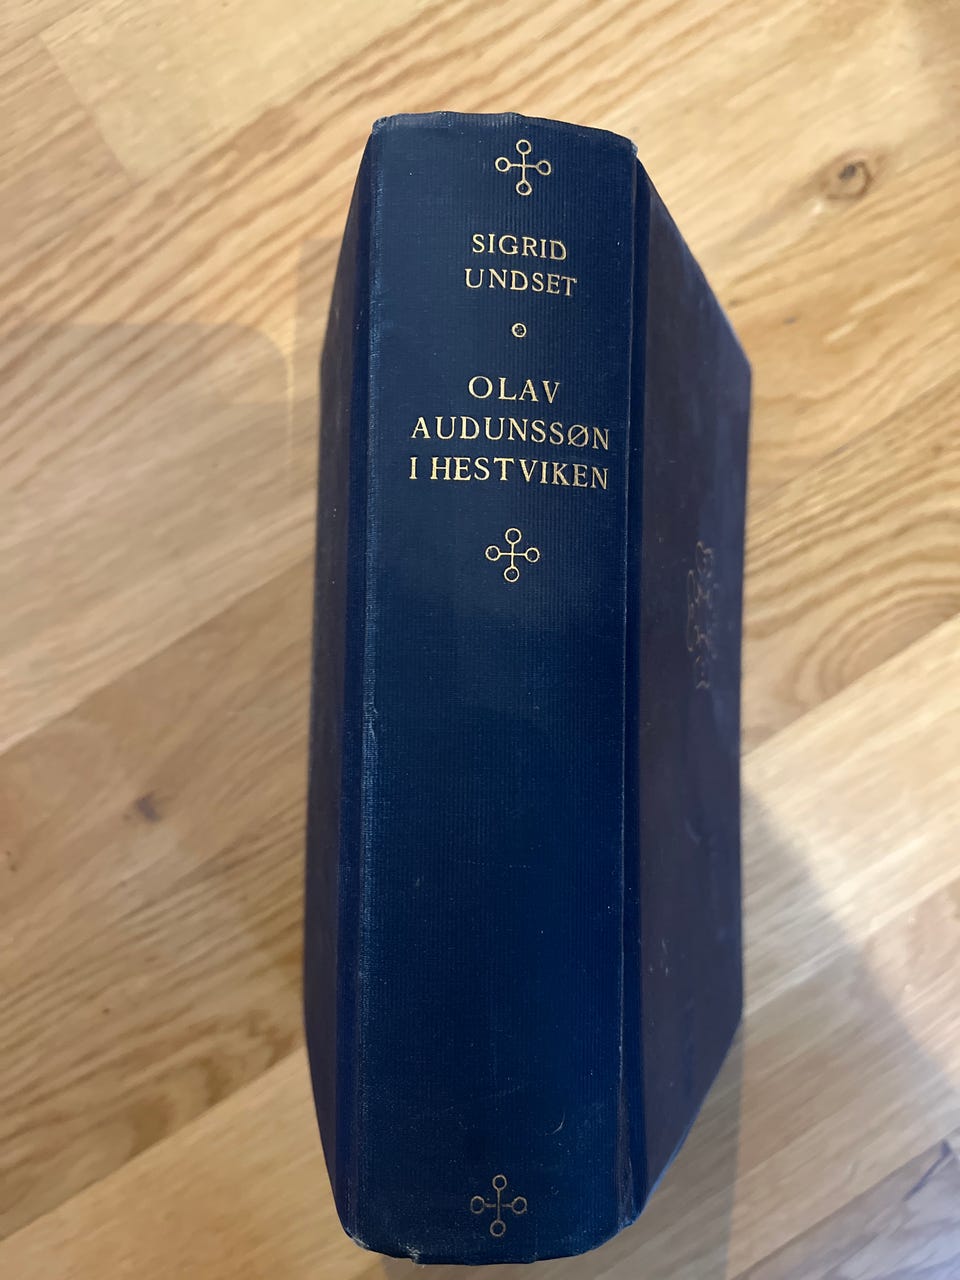 SIGRID
UNDSET
OLAV
AUDUNSSØN
I HESTVIKEN